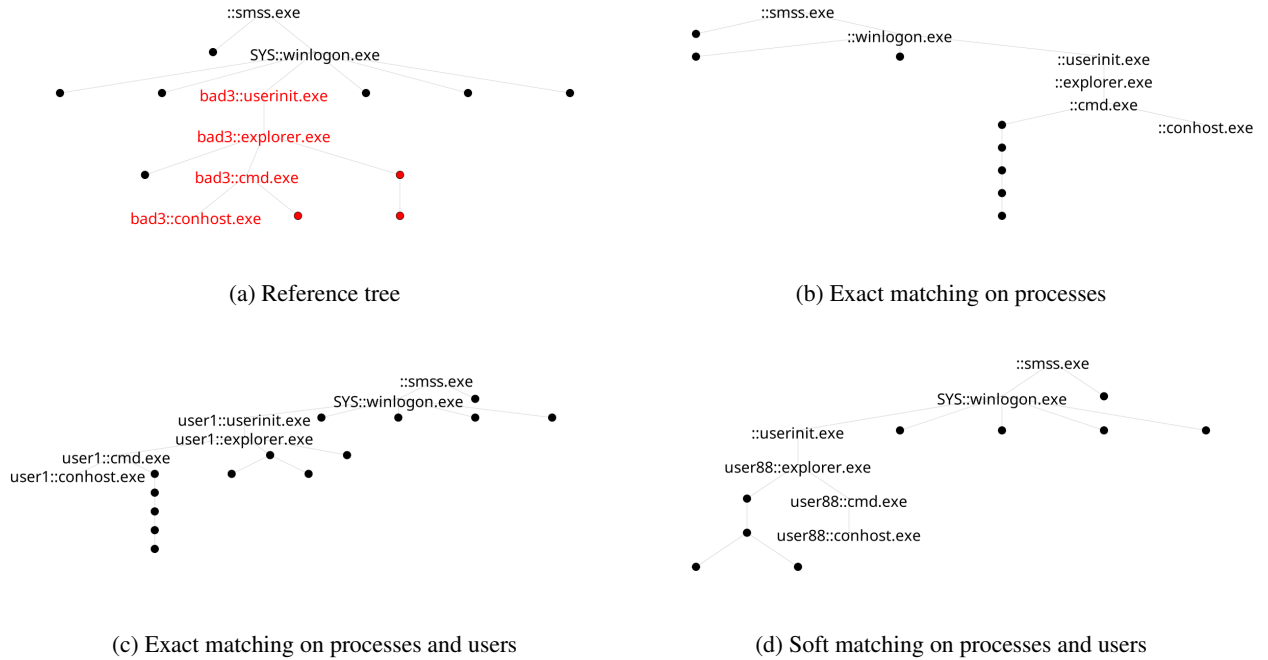 ::smss.exe
SYS::winlogon.exe
bad3::userinit.exe
bad3::explorer.exe
bad3::cmd.exe
bad3::conhost.exe
(a) Reference tree
::smss.exe
::winlogon.exe
::userinit.exe
::explorer.exe
::cmd.exe
::conhost.exe
(b) Exact matching on processes
::smss.exe
SYS::winlogon.exe
user1::userinit.exe
user1::explorer.exe
user1::cmd.exe
user1::conhost.exe
(c) Exact matching on processes and users
::smss.exe
SYS::winlogon.exe
::userinit.exe
user88::explorer.exe
user88::cmd.exe
user88::conhost.exe
(d) Soft matching on processes and users